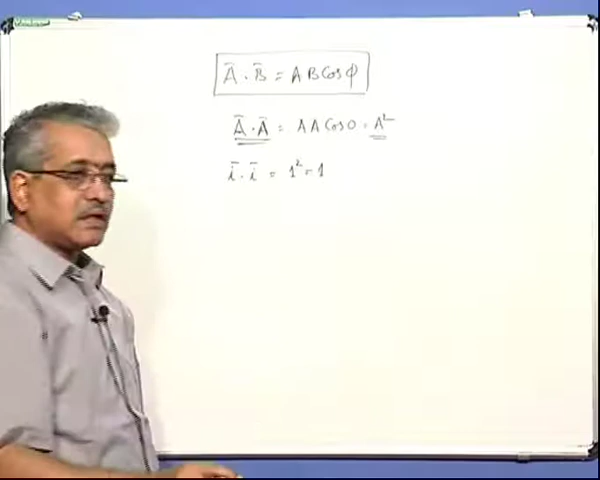 Ā . B̄ = A B Cos ϕ
Ā . Ā = A A Cos 0 = A²
ī . ī = 1² = 1